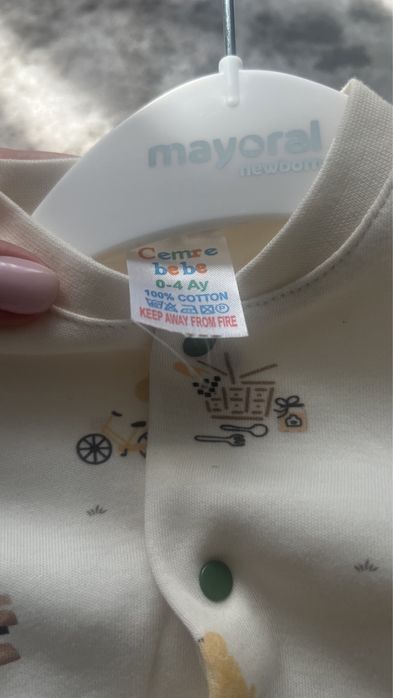 mayoral
newborn
Cemre
bebe
0-4 Ay
100% COTTON
KEEP AWAY FROM FIRE